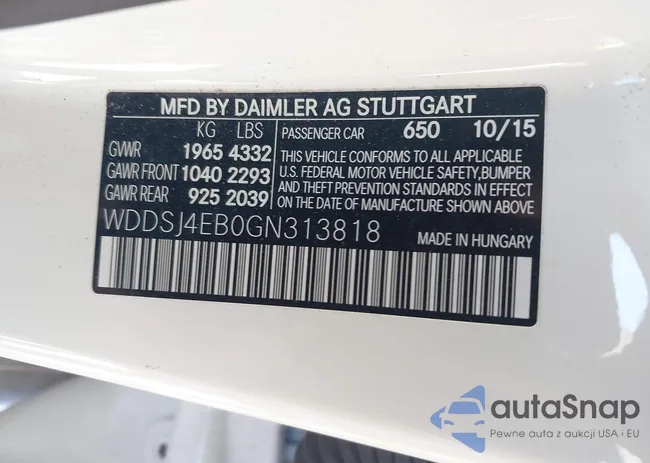 MFD BY DAIMLER AG STUTTGART
KG LBS
GVWR 1965 4332
GAWR FRONT 1040 2293
GAWR REAR 925 2039
PASSENGER CAR 650 10/15
THIS VEHICLE CONFORMS TO ALL APPLICABLE
U.S. FEDERAL MOTOR VEHICLE SAFETY,BUMPER
AND THEFT PREVENTION STANDARDS IN EFFECT
ON THE DATE OF MANUFACTURE SHOWN ABOVE.
WDDSJ4EB0GN313818
MADE IN HUNGARY
autaSnap
Pewne auta z aukcji USA i EU